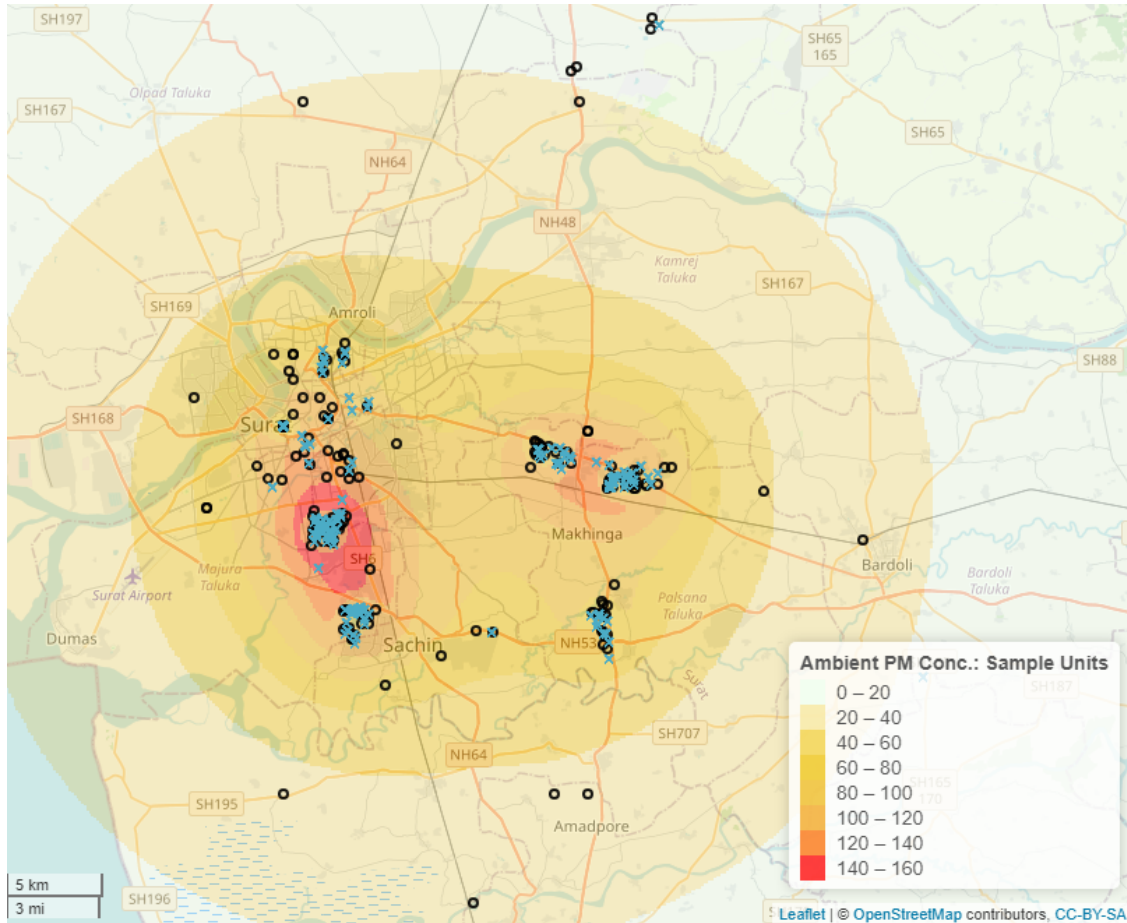 SH197
SH65
165
Olpad Taluka
SH167
SH65
NH64
NH48
Kamrej
Taluka
SH167
SH169
Amroli
SH88
SH168
Makhinga
SH6
Bardoli
Majura
Taluka
Surat Airport
Palsana
Taluka
Bardoli
Taluka
Dumas
Sachin
NH53
Surat
SH187
SH707
NH64
SH165
170
SH195
Amadpore
SH196
Ambient PM Conc.: Sample Units
0 – 20
20 – 40
40 – 60
60 – 80
80 – 100
100 – 120
120 – 140
140 – 160
5 km
3 mi
Leaflet | © OpenStreetMap contributors, CC-BY-SA